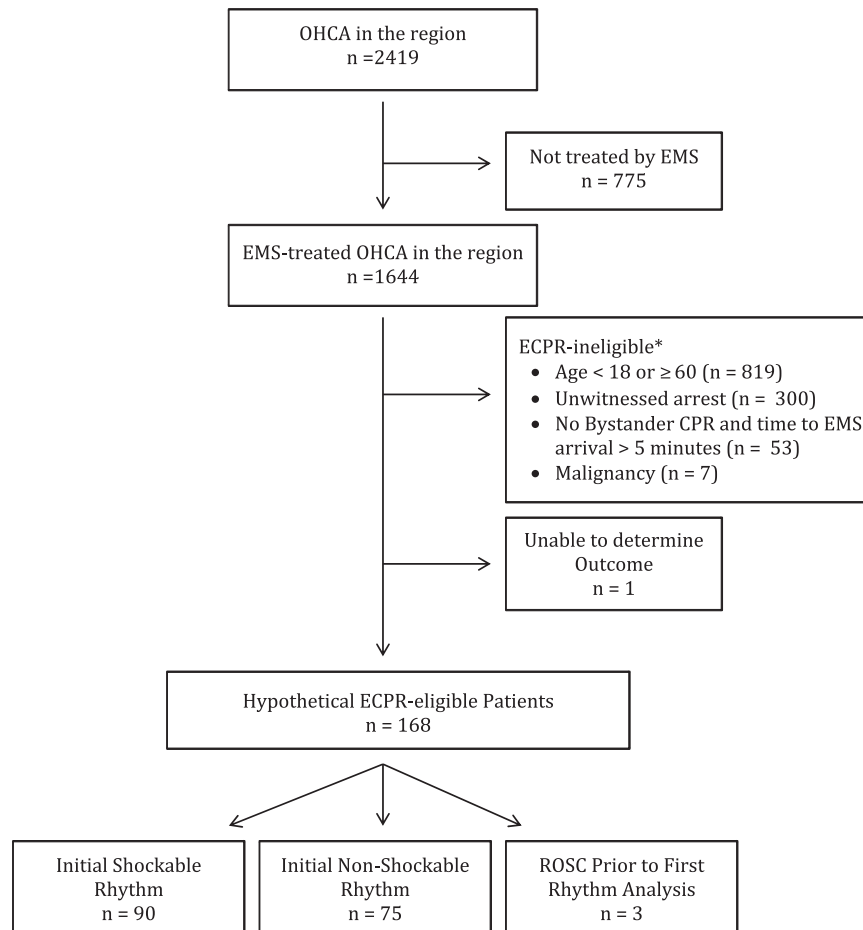 OHCA in the region
n =2419
Not treated by EMS
n = 775
EMS-treated OHCA in the region
n =1644
ECPR-ineligible*
• Age < 18 or ≥ 60 (n = 819)
• Unwitnessed arrest (n =  300)
• No Bystander CPR and time to EMS
arrival > 5 minutes (n =  53)
• Malignancy (n = 7)
Unable to determine
Outcome
n = 1
Hypothetical ECPR-eligible Patients
n = 168
Initial Shockable
Rhythm
n = 90
Initial Non-Shockable
Rhythm
n = 75
ROSC Prior to First
Rhythm Analysis
n = 3